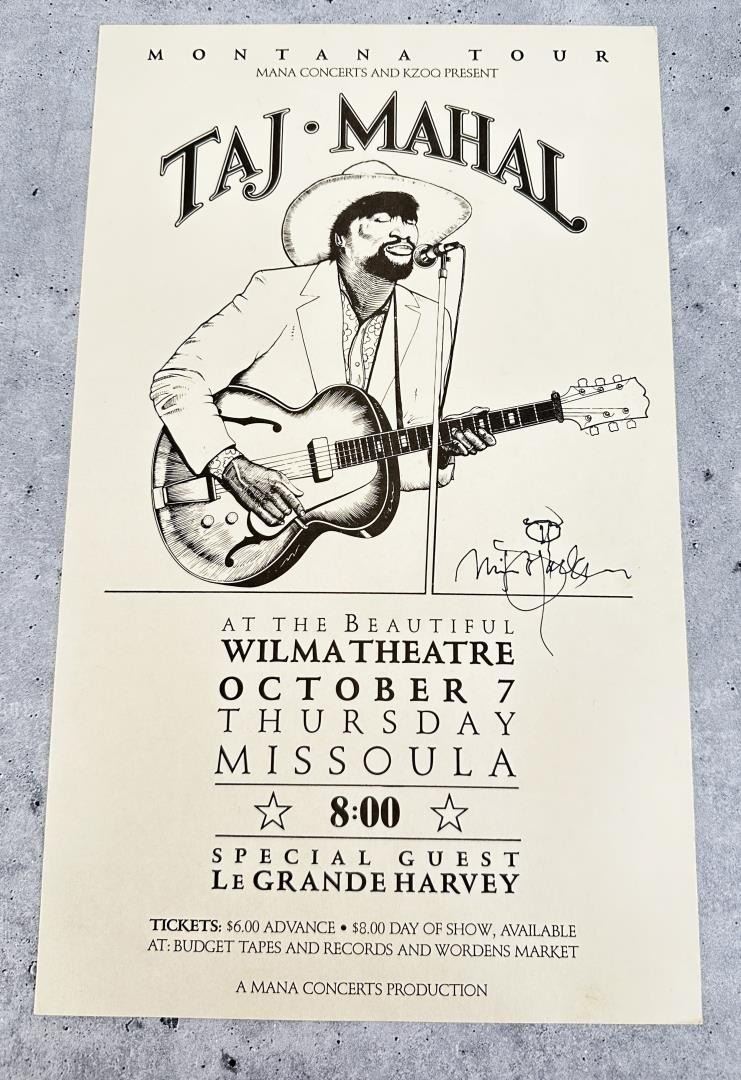 MONTANA TOUR
MANA CONCERTS AND KZOQ PRESENT
TAJ · MAHAL
AT THE BEAUTIFUL
WILMA THEATRE
OCTOBER 7
THURSDAY
MISSOULA
8:00
SPECIAL GUEST
LE GRANDE HARVEY
TICKETS: $6.00 ADVANCE • $8.00 DAY OF SHOW, AVAILABLE
AT: BUDGET TAPES AND RECORDS AND WORDENS MARKET
A MANA CONCERTS PRODUCTION